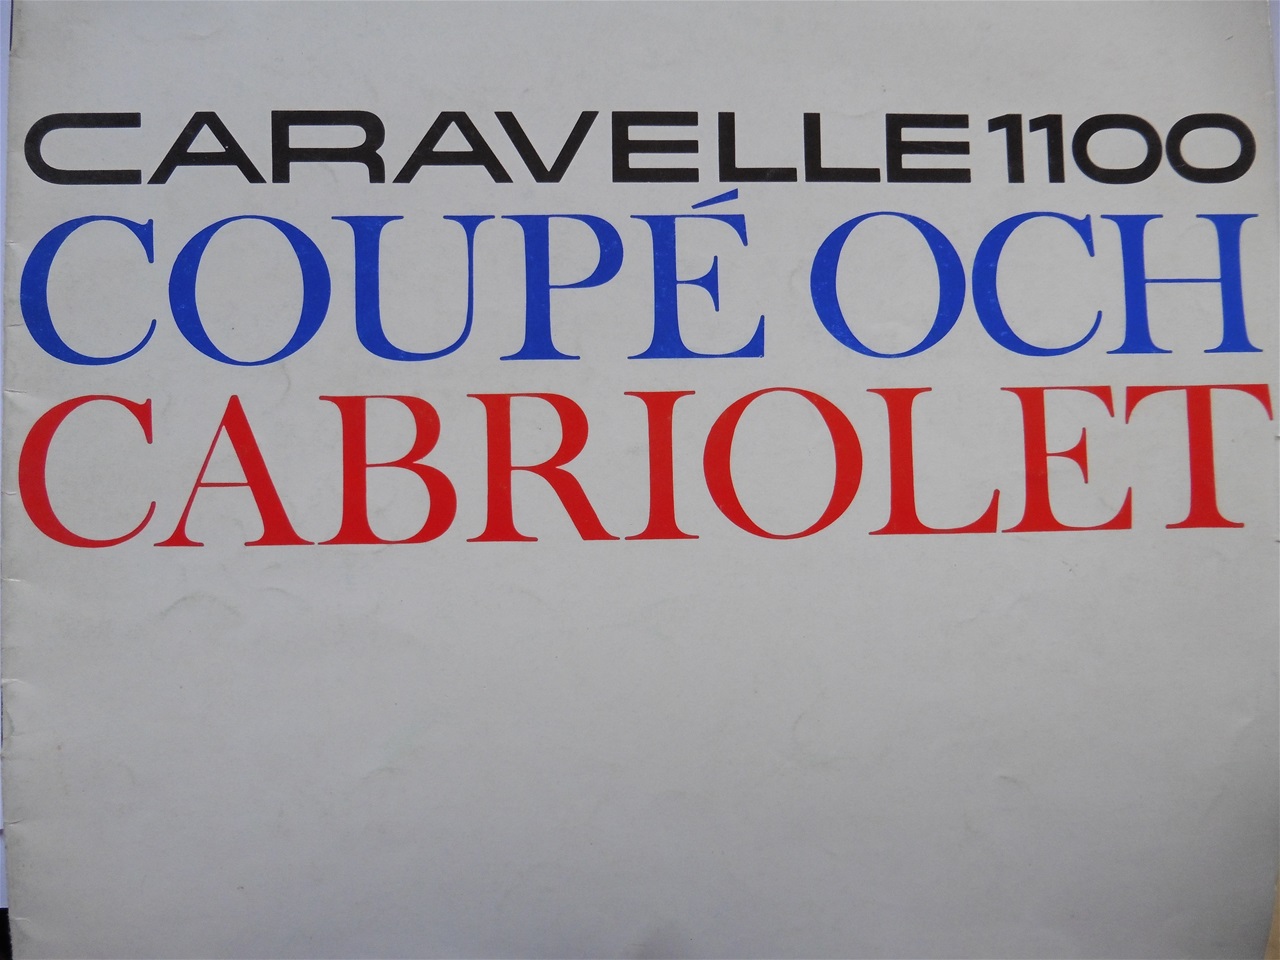 CARAVELLE 1100
COUPÉ OCH
CABRIOLET